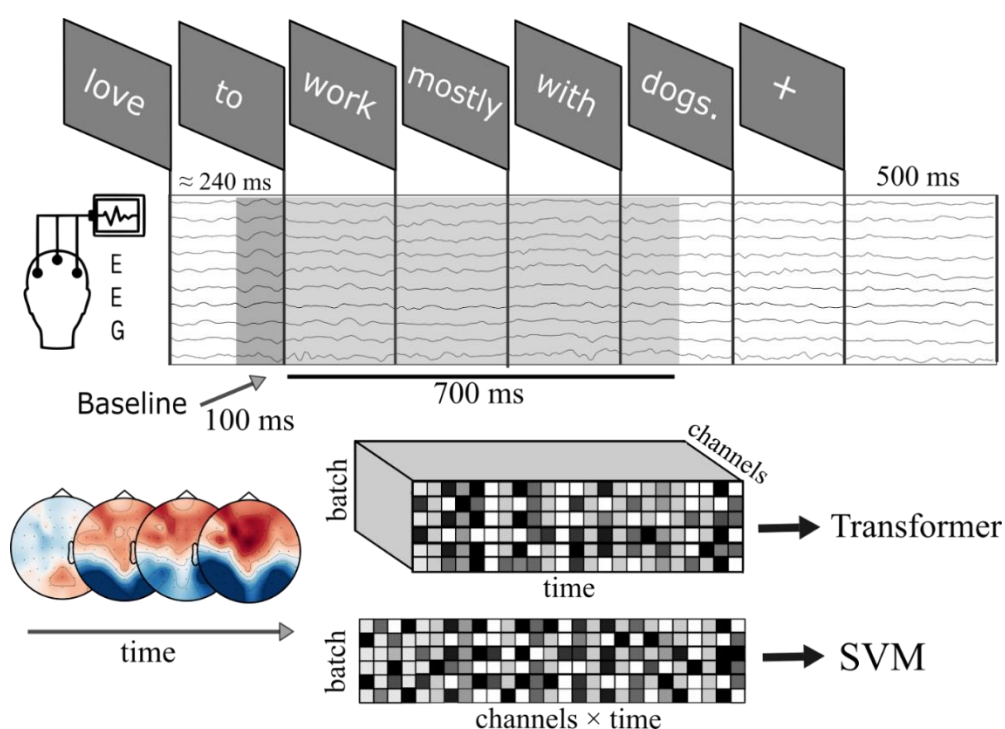 love
to
work
mostly
with
dogs.
+
≈ 240 ms
500 ms
E
E
G
Baseline
100 ms
700 ms
batch
channels
time
Transformer
time
batch
channels × time
SVM